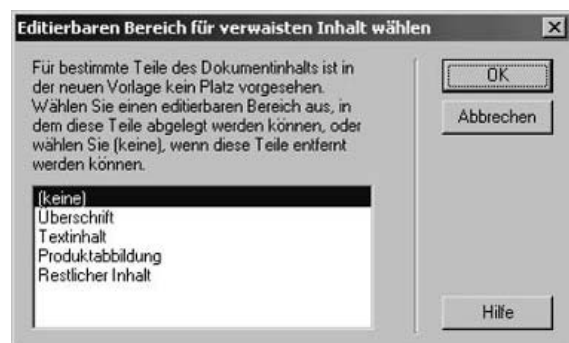 Editierbaren Bereich für verwaisten Inhalt wählen
Für bestimmte Teile des Dokumentinhalts ist in
der neuen Vorlage kein Platz vorgesehen.
Wählen Sie einen editierbaren Bereich aus, in
dem diese Teile abgelegt werden können, oder
wählen Sie (keine), wenn diese Teile entfernt
werden können.
(keine)
Überschrift
Textinhalt
Produktabbildung
Restlicher Inhalt
OK
Abbrechen
Hilfe